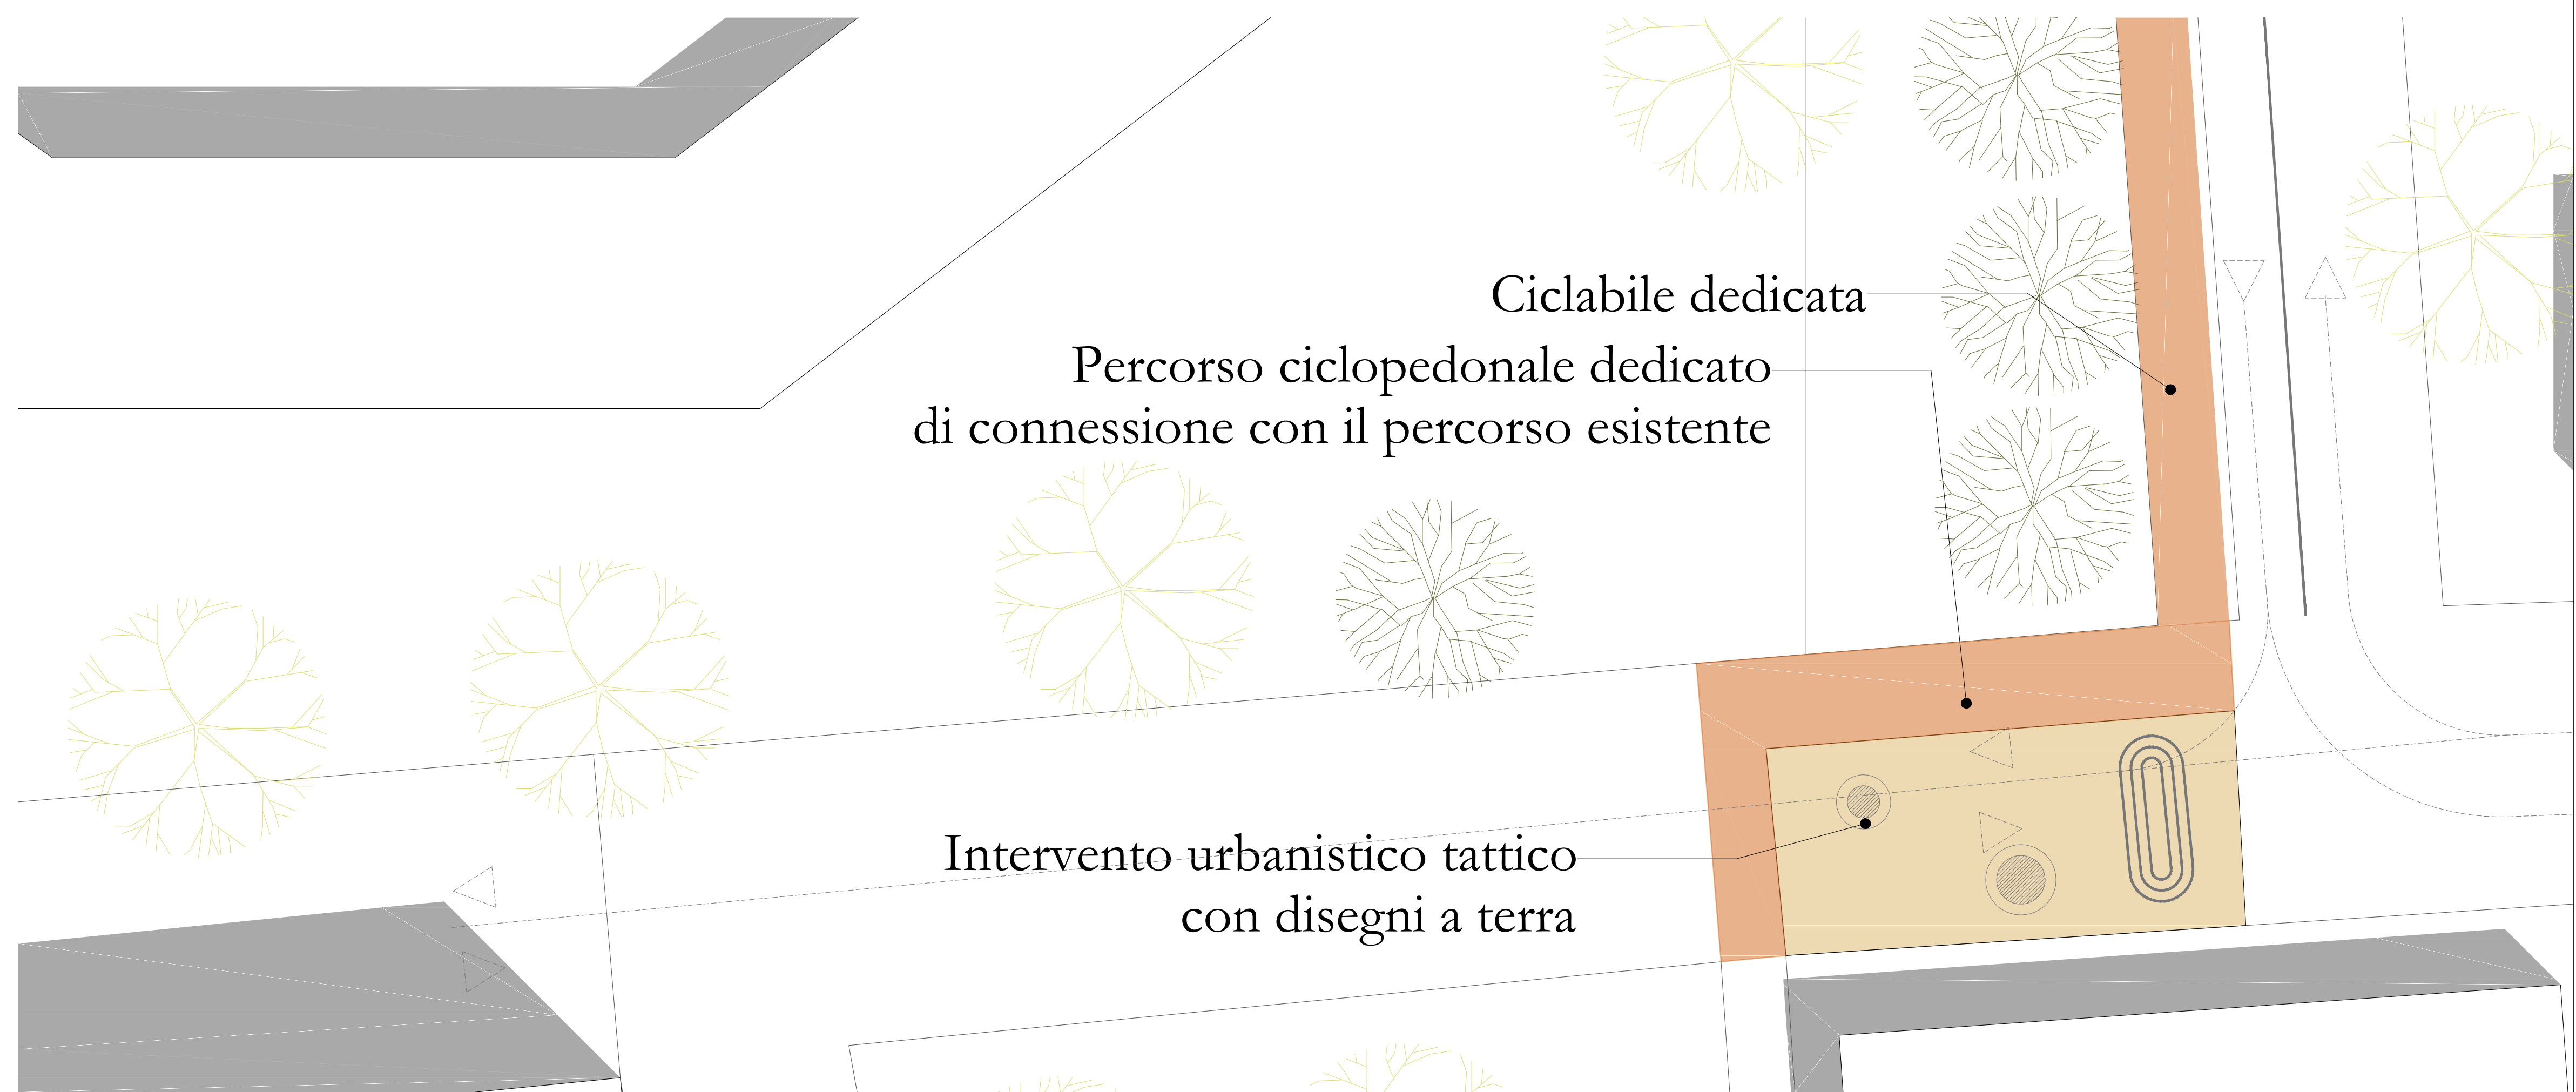 Ciclabile dedicata
Percorso ciclopedonale dedicato
di connessione con il percorso esistente
Intervento urbanistico tattico
con disegni a terra